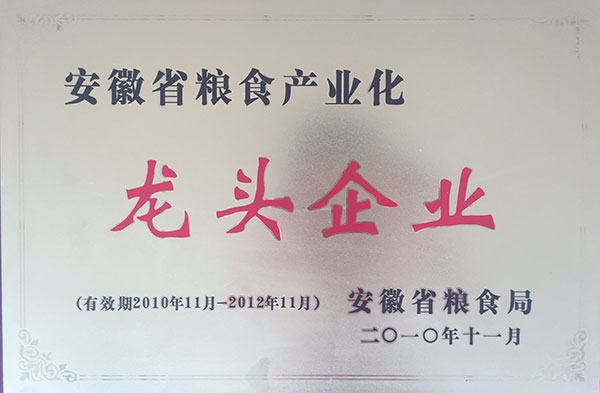 安徽省粮食产业化
龙头企业
(有效期2010年11月-2012年11月)
安徽省粮食局
二〇一〇年十一月